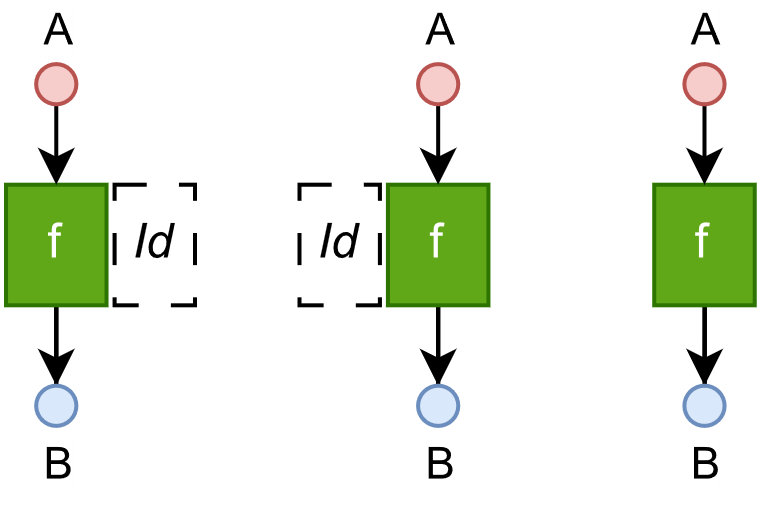 A A A
f Id Id f f
B B B